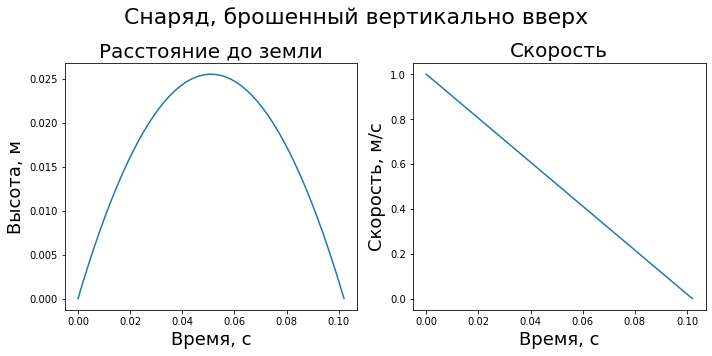 Снаряд, брошенный вертикально вверх
Расстояние до земли
Высота, м
0.025
0.020
0.015
0.010
0.005
0.000
0.00 0.02 0.04 0.06 0.08 0.10
Время, с
Скорость
Скорость, м/с
1.0
0.8
0.6
0.4
0.2
0.0
0.00 0.02 0.04 0.06 0.08 0.10
Время, с